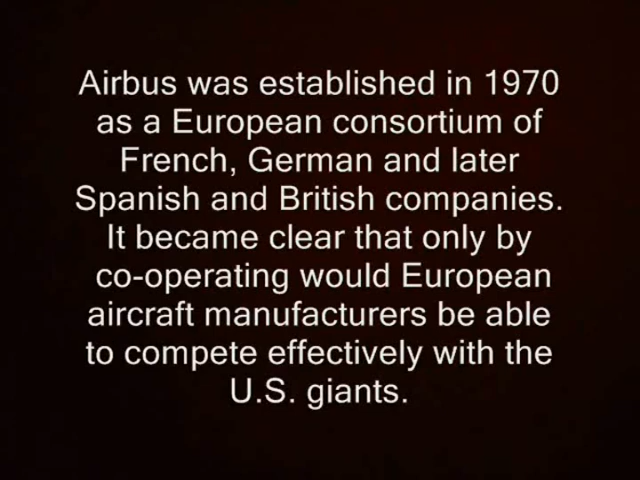 Airbus was established in 1970
as a European consortium of
French, German and later
Spanish and British companies.
It became clear that only by
co-operating would European
aircraft manufacturers be able
to compete effectively with the
U.S. giants.